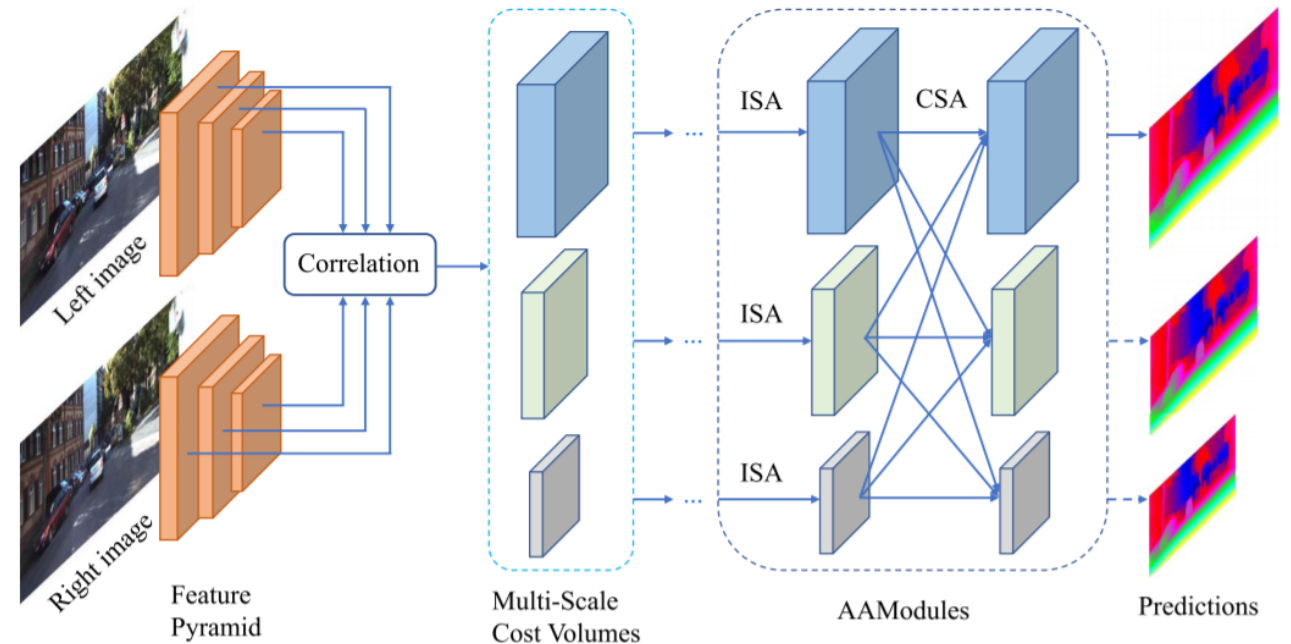 Left image
Right image
Feature
Pyramid
Correlation
Multi-Scale
Cost Volumes
...
...
...
ISA
CSA
ISA
ISA
AAModules
Predictions